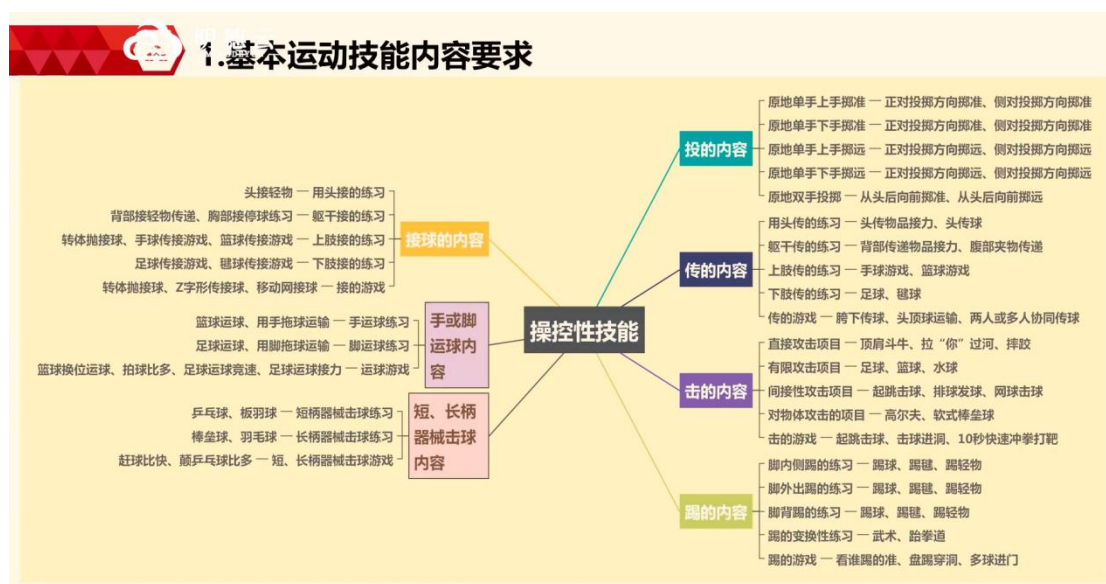 1.基本运动技能内容要求
操控性技能
投的内容
原地单手上手掷准 — 正对投掷方向掷准、侧对投掷方向掷准
原地单手下手掷准 — 正对投掷方向掷准、侧对投掷方向掷准
原地单手上手掷远 — 正对投掷方向掷远、侧对投掷方向掷远
原地单手下手掷远 — 正对投掷方向掷远、侧对投掷方向掷远
原地双手投掷 — 从头后向前掷准、从头后向前掷远
传的内容
用头传的练习 — 头传物品接力、头传球
躯干传的练习 — 背部传递物品接力、腹部夹物传递
上肢传的练习 — 手球游戏、篮球游戏
下肢传的练习 — 足球、毽球
传的游戏 — 胯下传球、头顶球运输、两人或多人协同传球
击的内容
直接攻击项目 — 顶肩斗牛、拉“你”过河、摔胶
有限攻击项目 — 足球、篮球、水球
间接性攻击项目 — 起跳击球、排球发球、网球击球
对物体攻击的项目 — 高尔夫、软式棒垒球
击的游戏 — 起跳击球、击球进洞、10秒快速冲拳打靶
踢的内容
脚内侧踢的练习 — 踢球、踢毽、踢轻物
脚外出踢的练习 — 踢球、踢毽、踢轻物
脚背踢的练习 — 踢球、踢毽、踢轻物
踢的变换性练习 — 武术、跆拳道
踢的游戏 — 看谁踢的准、盘踢穿洞、多球进门
接球的内容
头接轻物 — 用头接的练习
背部接轻物传递、胸部接停球练习 — 躯干接的练习
转体抛接球、手球传接游戏、篮球传接游戏 — 上肢接的练习
足球传接游戏、毽球传接游戏 — 下肢接的练习
转体抛接球、Z字形传接球、移动网接球 — 接的游戏
手或脚
运球内
容
篮球运球、用手拖球运输 — 手运球练习
足球运球、用脚拖球运输 — 脚运球练习
篮球换位运球、拍球比多、足球运球竞速、足球运球接力 — 运球游戏
短、长柄
器械击球
内容
乒乓球、板羽球 — 短柄器械击球练习
棒垒球、羽毛球 — 长柄器械击球练习
赶球比快、颠乒乓球比多 — 短、长柄器械击球游戏